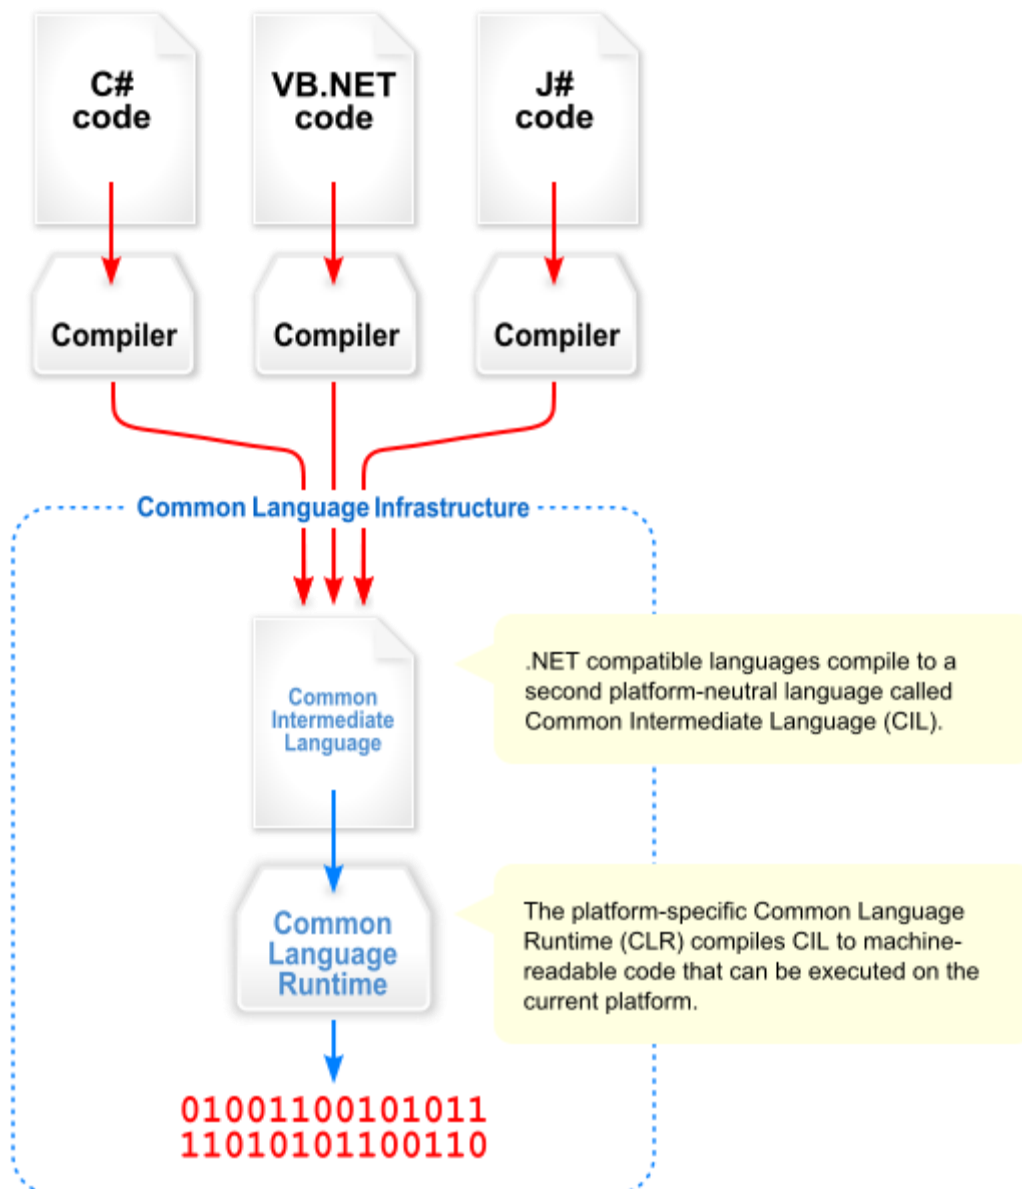 C#
code
VB.NET
code
J#
code
Compiler
Compiler
Compiler
Common Language Infrastructure
Common
Intermediate
Language
.NET compatible languages compile to a
second platform-neutral language called
Common Intermediate Language (CIL).
Common
Language
Runtime
The platform-specific Common Language
Runtime (CLR) compiles CIL to machine-
readable code that can be executed on the
current platform.
01001100101011
11010101100110